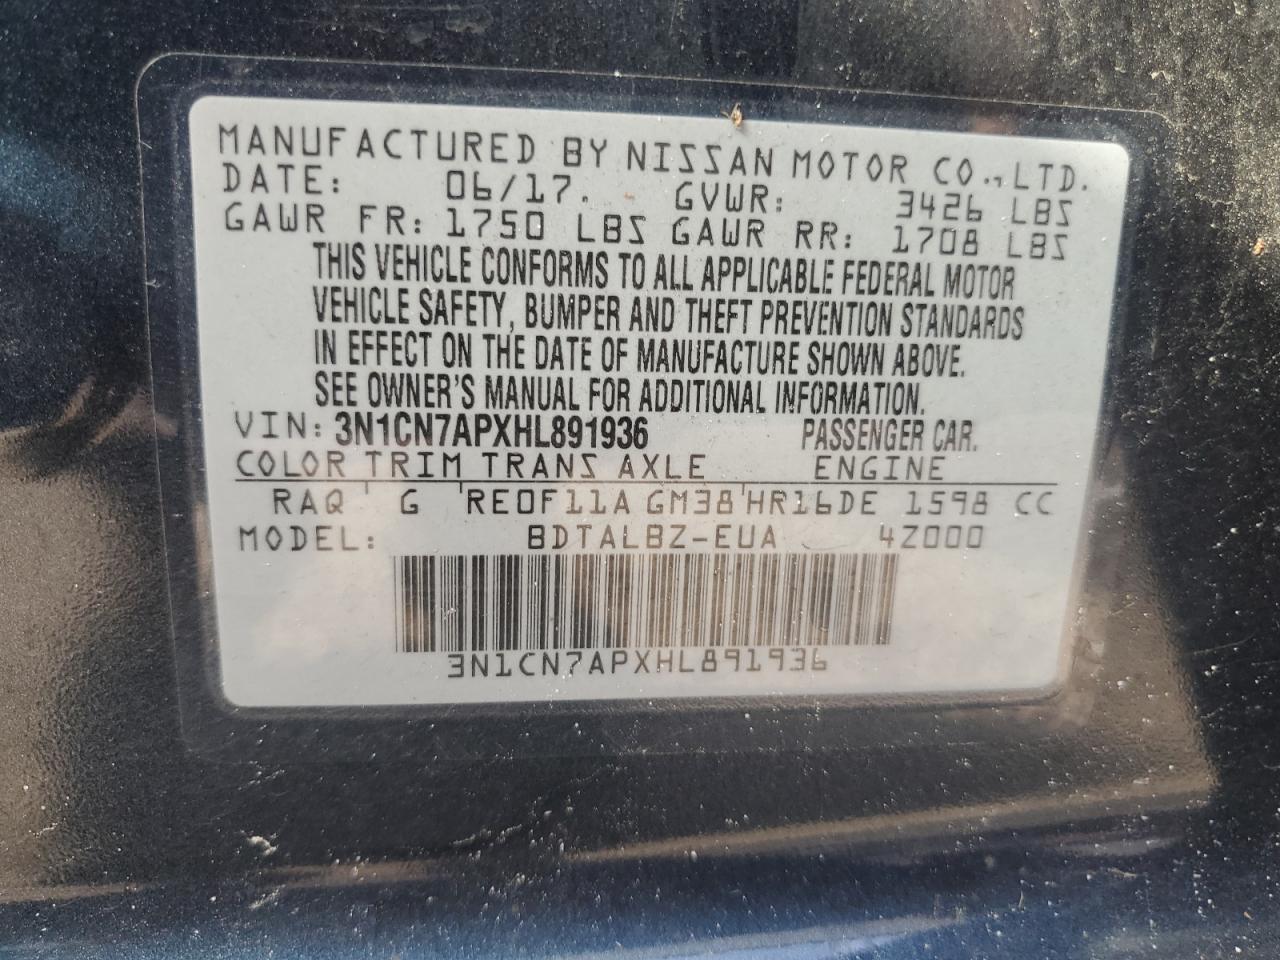 MANUFACTURED BY NISSAN MOTOR CO., LTD.
DATE: 06/17. GVWR: 3426 LBS
GAWR FR: 1750 LBS GAWR RR: 1708 LBS
THIS VEHICLE CONFORMS TO ALL APPLICABLE FEDERAL MOTOR
VEHICLE SAFETY, BUMPER AND THEFT PREVENTION STANDARDS
IN EFFECT ON THE DATE OF MANUFACTURE SHOWN ABOVE.
SEE OWNER'S MANUAL FOR ADDITIONAL INFORMATION.
VIN: 3N1CN7APXHL891936 PASSENGER CAR.
COLOR TRIM TRANS AXLE ENGINE
RAQ G RE0F11A GM38 HR16DE 1598 CC
MODEL: BDTALBZ-EUA 4Z000
3N1CN7APXHL891936